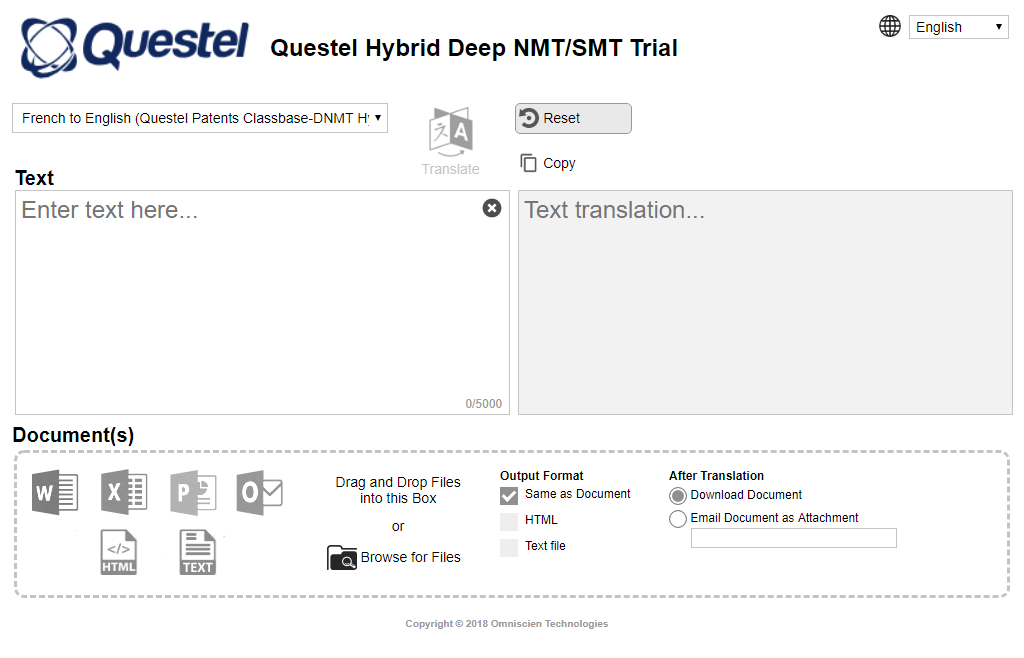 Questel
Questel Hybrid Deep NMT/SMT Trial
English
French to English (Questel Patents Classbase-DNMT Hy
Translate
Reset
Copy
Text
Enter text here...
Text translation...
0/5000
Document(s)
W
X
P
O
</>
HTML
TEXT
Drag and Drop Files
into this Box
or
Browse for Files
Output Format
Same as Document
HTML
Text file
After Translation
Download Document
Email Document as Attachment
Copyright © 2018 Omniscien Technologies